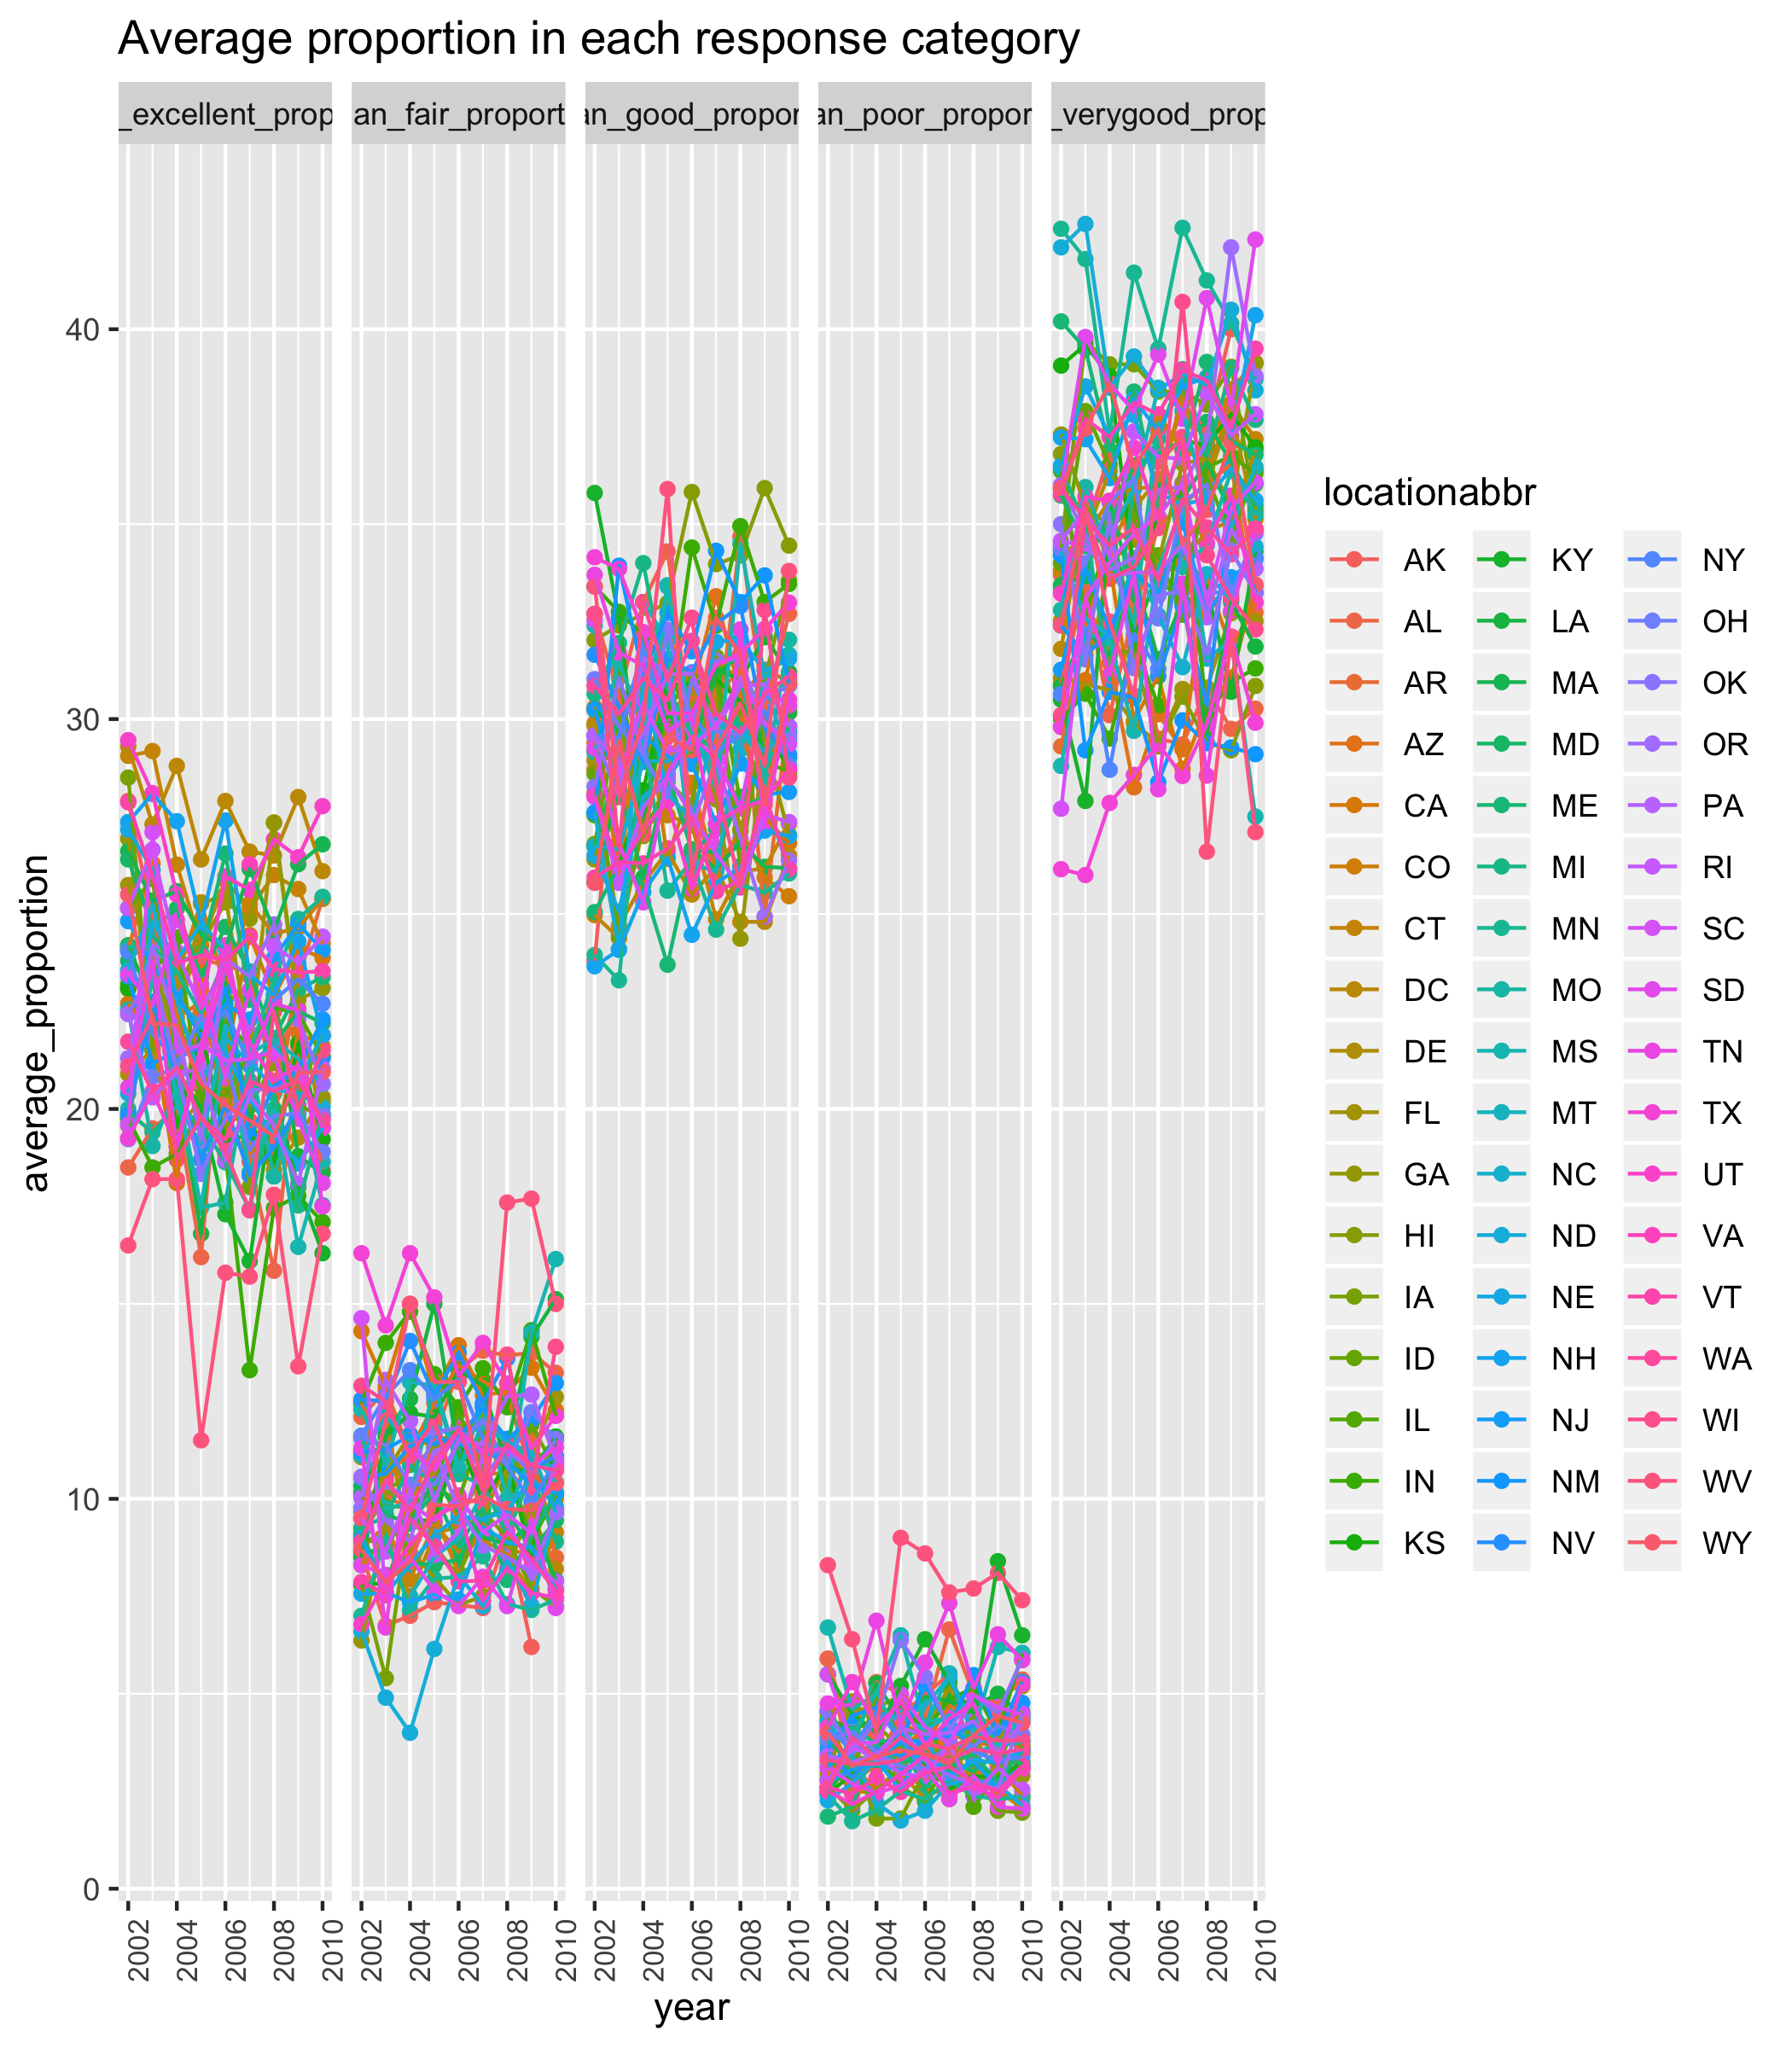 Average proportion in each response category
_excellent_prop an_fair_proport an_good_propor an_poor_propor _verygood_prop
average_proportion
40
30
20
10
0
2002 2004 2006 2008 2010 2002 2004 2006 2008 2010 2002 2004 2006 2008 2010 2002 2004 2006 2008 2010 2002 2004 2006 2008 2010
year
locationabbr
AK KY NY
AL LA OH
AR MA OK
AZ MD OR
CA ME PA
CO MI RI
CT MN SC
DC MO SD
DE MS TN
FL MT TX
GA NC UT
HI ND VA
IA NE VT
ID NH WA
IL NJ WI
IN NM WV
KS NV WY